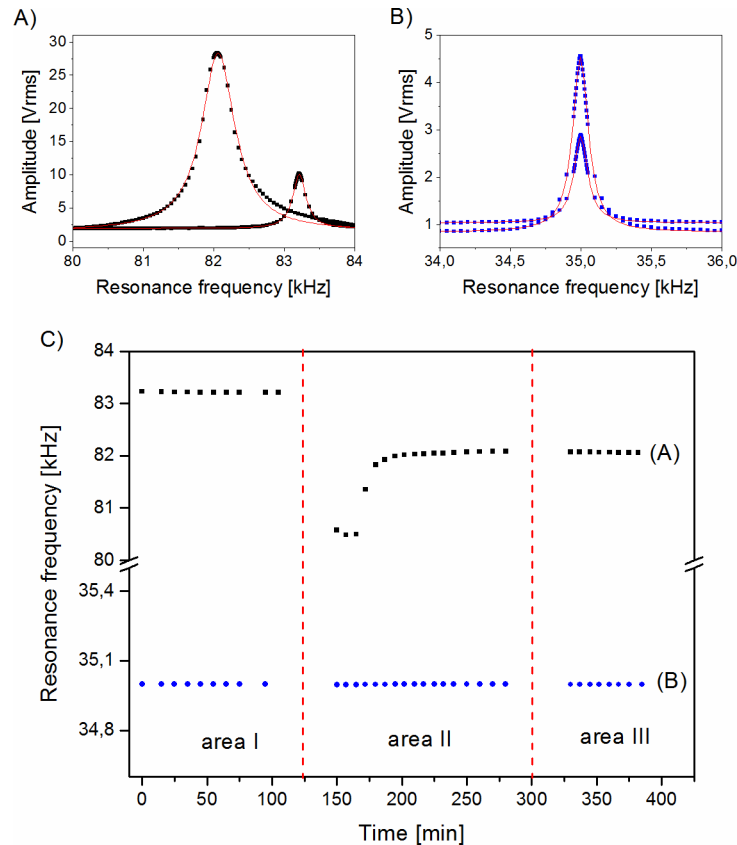 A)
30
25
20
15
10
5
0
Amplitude [Vrms]
80
81
82
83
84
Resonance frequency [kHz]
B)
5
4
3
2
1
Amplitude [Vrms]
34,0
34,5
35,0
35,5
36,0
Resonance frequency [kHz]
C)
84
83
82
80
35,4
35,1
34,8
Resonance frequency [kHz]
(A)
(B)
area I
area II
area III
0
50
100
150
200
250
300
350
400
Time [min]